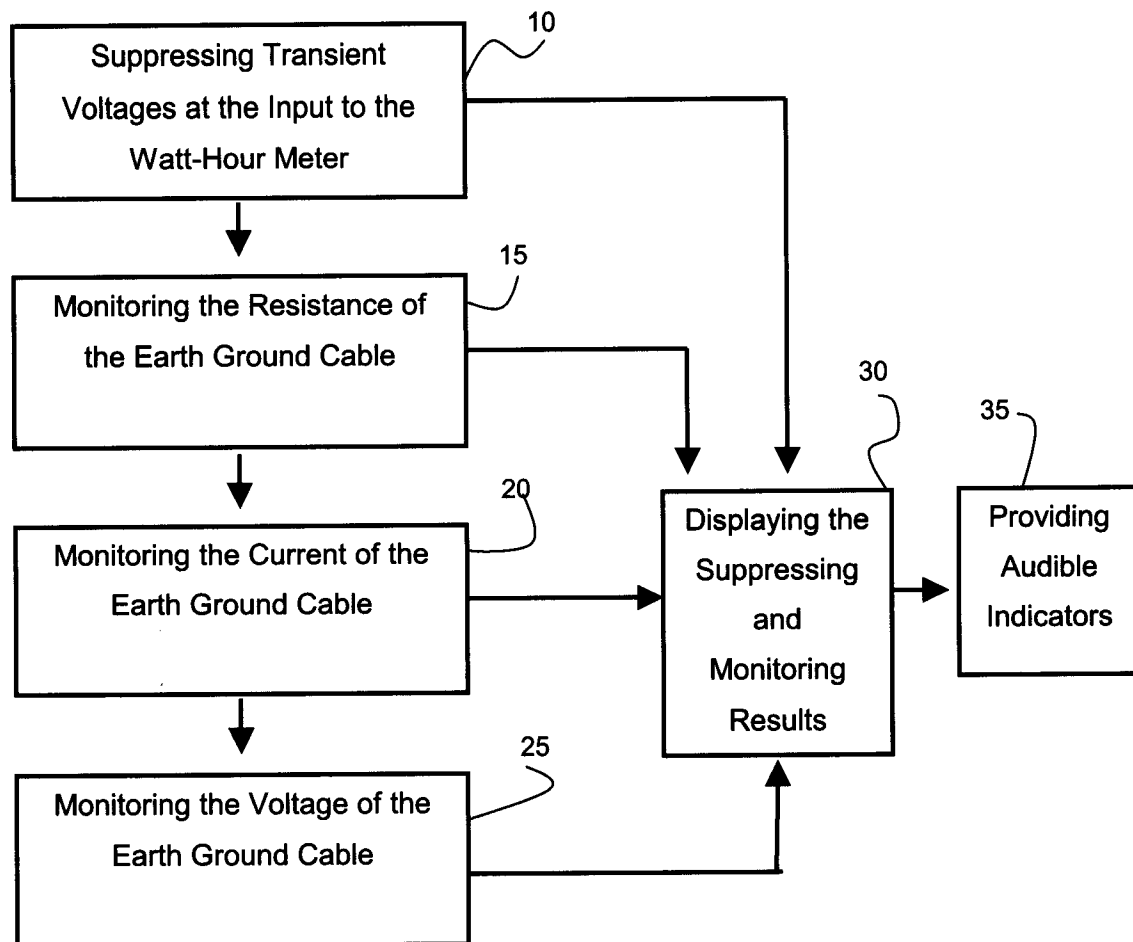 10
Suppressing Transient
Voltages at the Input to the
Watt-Hour Meter
15
Monitoring the Resistance of
the Earth Ground Cable
20
Monitoring the Current of the
Earth Ground Cable
25
Monitoring the Voltage of the
Earth Ground Cable
30
Displaying the
Suppressing
and
Monitoring
Results
35
Providing
Audible
Indicators